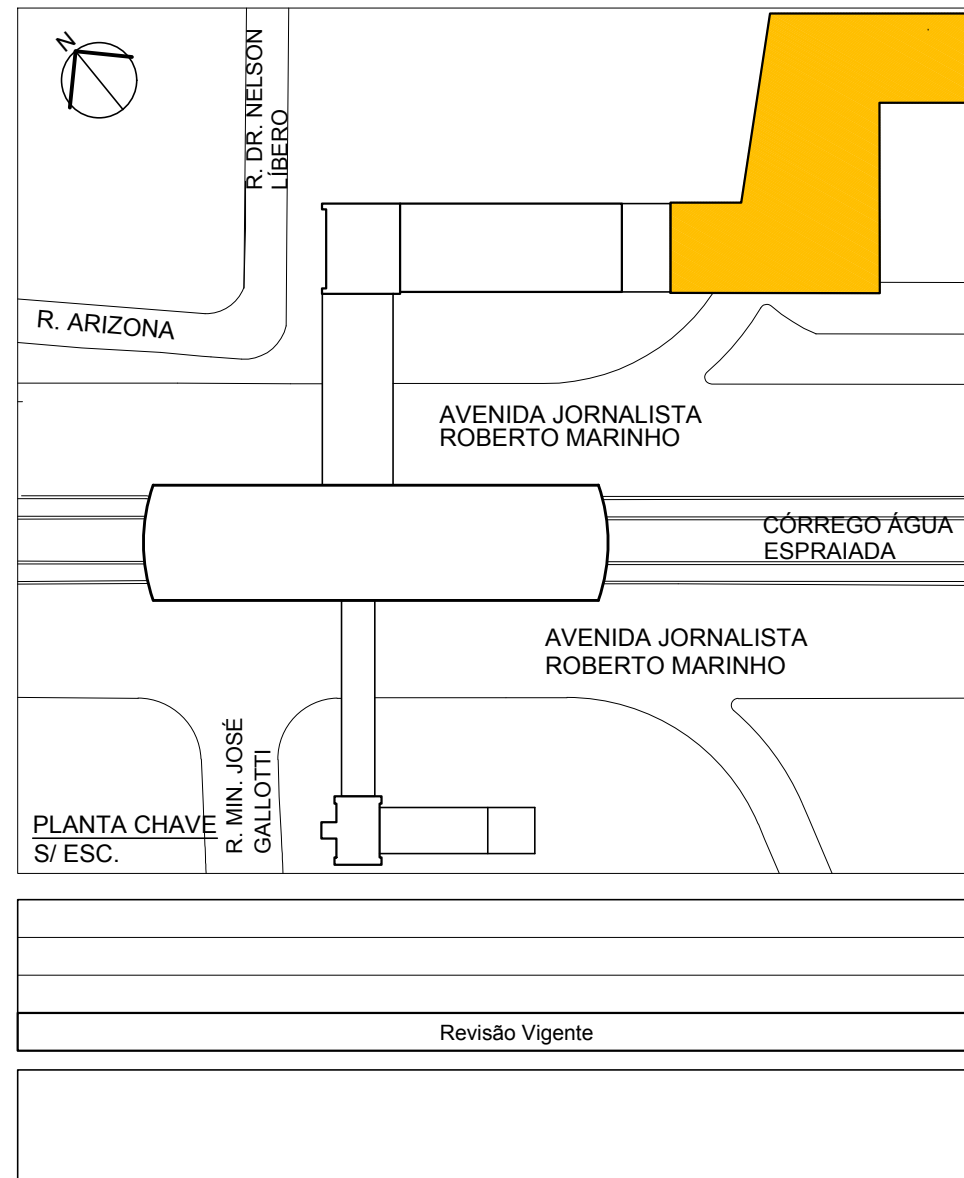 N
R. DR. NELSON
LÍBERO
R. ARIZONA
AVENIDA JORNALISTA
ROBERTO MARINHO
CÓRREGO ÁGUA
ESPRAIADA
AVENIDA JORNALISTA
ROBERTO MARINHO
R. MIN. JOSÉ
GALLOTTI
PLANTA CHAVE
S/ ESC.
Revisão Vigente